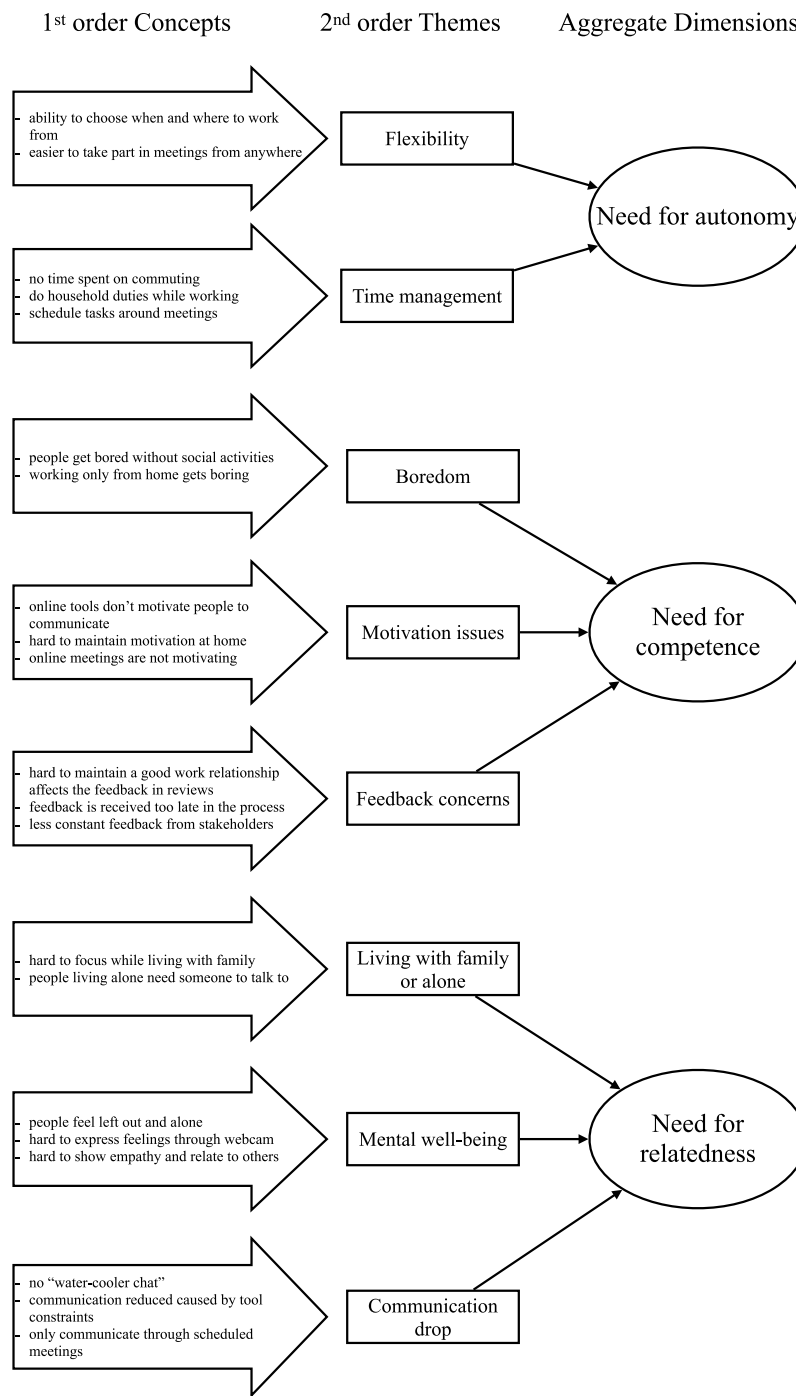 1st order Concepts
2nd order Themes
Aggregate Dimensions
- ability to choose when and where to work
from
- easier to take part in meetings from anywhere
Flexibility
Need for autonomy
- no time spent on commuting
- do household duties while working
- schedule tasks around meetings
Time management
- people get bored without social activities
- working only from home gets boring
Boredom
- online tools don’t motivate people to
communicate
- hard to maintain motivation at home
- online meetings are not motivating
Motivation issues
Need for
competence
- hard to maintain a good work relationship
affects the feedback in reviews
- feedback is received too late in the process
- less constant feedback from stakeholders
Feedback concerns
- hard to focus while living with family
- people living alone need someone to talk to
Living with family
or alone
- people feel left out and alone
- hard to express feelings through webcam
- hard to show empathy and relate to others
Mental well-being
Need for
relatedness
- no “water-cooler chat”
- communication reduced caused by tool
constraints
- only communicate through scheduled
meetings
Communication
drop